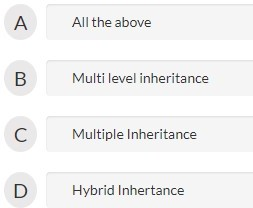 A All the above
B Multi level inheritance
C Multiple Inheritance
D Hybrid Inhertance